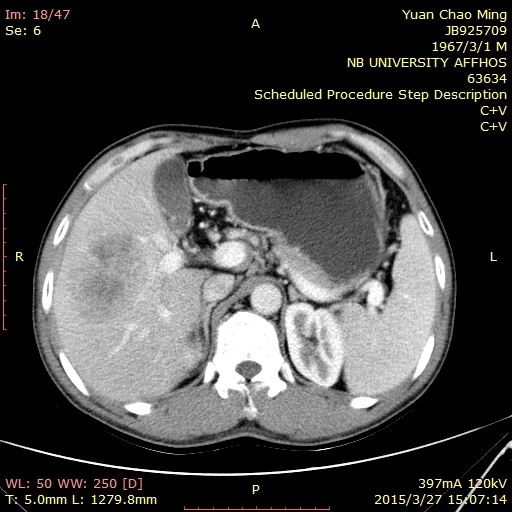 Im: 18/47
Se: 6
A
Yuan Chao Ming
JB925709
1967/3/1 M
NB UNIVERSITY AFFHOS
63634
Scheduled Procedure Step Description
C+V
C+V
R
L
WL: 50 WW: 250 [D]
T: 5.0mm L: 1279.8mm
P
397mA 120kV
2015/3/27 15:07:14